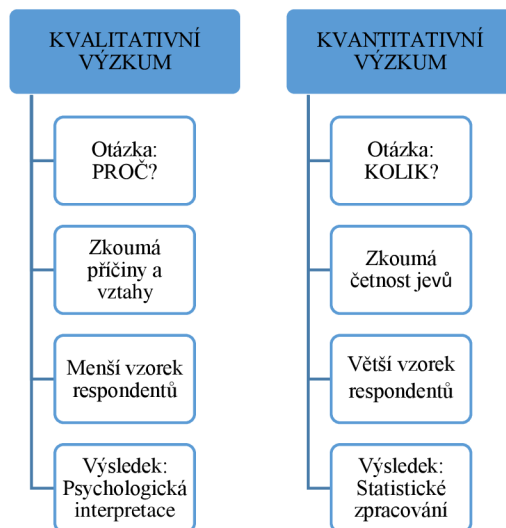 KVALITATIVNÍ
VÝZKUM
Otázka:
PROČ?
Zkoumá
příčiny a
vztahy
Menší vzorek
respondentů
Výsledek:
Psychologická
interpretace
KVANTITATIVNÍ
VÝZKUM
Otázka:
KOLIK?
Zkoumá
četnost jevů
Větší vzorek
respondentů
Výsledek:
Statistické
zpracování